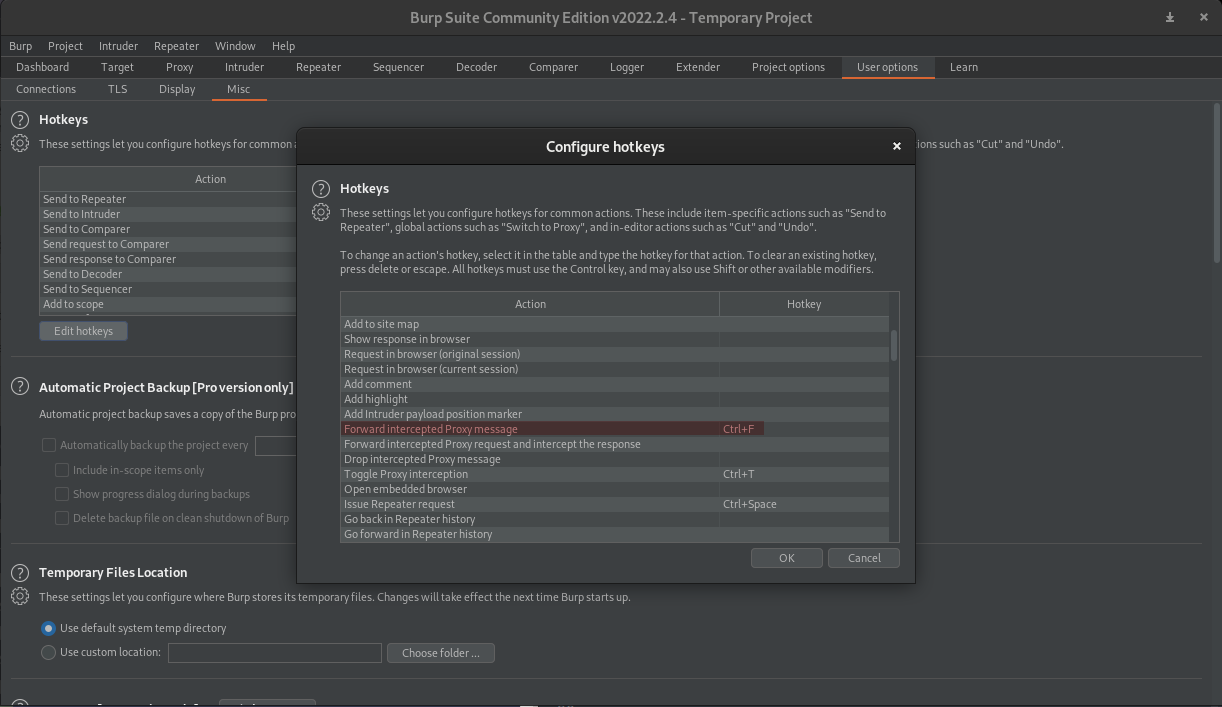 Burp Suite Community Edition v2022.2.4 - Temporary Project
Burp Project Intruder Repeater Window Help
Dashboard Target Proxy Intruder Repeater Sequencer Decoder Comparer Logger Extender Project options User options Learn
Connections TLS Display Misc
Hotkeys
These settings let you configure hotkeys for common
ions such as "Cut" and "Undo".
Action
Send to Repeater
Send to Intruder
Send to Comparer
Send request to Comparer
Send response to Comparer
Send to Decoder
Send to Sequencer
Add to scope
Edit hotkeys
Automatic Project Backup [Pro version only]
Automatic project backup saves a copy of the Burp pro
Automatically back up the project every
Include in-scope items only
Show progress dialog during backups
Delete backup file on clean shutdown of Burp
Temporary Files Location
These settings let you configure where Burp stores its temporary files. Changes will take effect the next time Burp starts up.
Use default system temp directory
Use custom location:
Choose folder ...
Configure hotkeys
Hotkeys
These settings let you configure hotkeys for common actions. These include item-specific actions such as "Send to
Repeater", global actions such as "Switch to Proxy", and in-editor actions such as "Cut" and "Undo".
To change an action's hotkey, select it in the table and type the hotkey for that action. To clear an existing hotkey,
press delete or escape. All hotkeys must use the Control key, and may also use Shift or other available modifiers.
Action Hotkey
Add to site map
Show response in browser
Request in browser (original session)
Request in browser (current session)
Add comment
Add highlight
Add Intruder payload position marker
Forward intercepted Proxy message Ctrl+F
Forward intercepted Proxy request and intercept the response
Drop intercepted Proxy message
Toggle Proxy interception Ctrl+T
Open embedded browser
Issue Repeater request Ctrl+Space
Go back in Repeater history
Go forward in Repeater history
OK Cancel